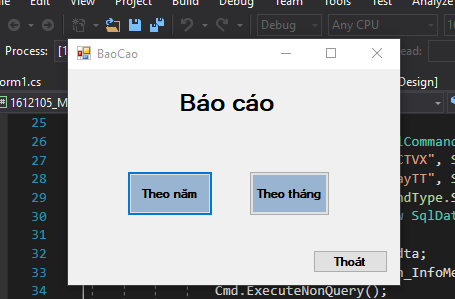 View Project Build Debug Team Tools Test Analyze
Debug Any CPU
Process: [1
BaoCao
orm1.cs
[Design]
1612105_M
Báo cáo
25
26
lCommand
27
CTVX", S
28
ayTT", S
29
ndType.S
30
w SqlDat
31
32
dta;
33
n_InfoMe
34
Cmd.ExecuteNonQuery();
Theo năm Theo tháng
Thoát